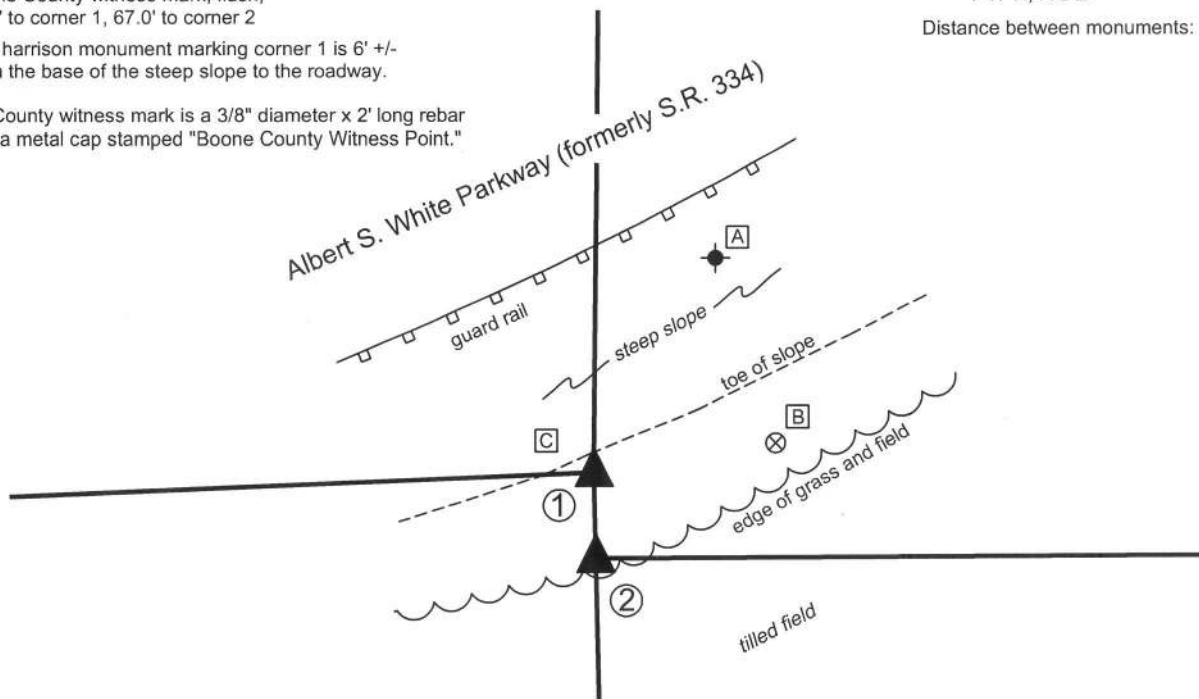 County witness mark, flush,
to corner 1, 67.0' to corner 2
harrison monument marking corner 1 is 6' +/-
the base of the steep slope to the roadway.
County witness mark is a 3/8" diameter x 2' long rebar
a metal cap stamped "Boone County Witness Point."
Distance between monuments:
Albert S. White Parkway (formerly S.R. 334)
A
guard rail
steep slope
toe of slope
B
C
edge of grass and field
1
2
tilled field